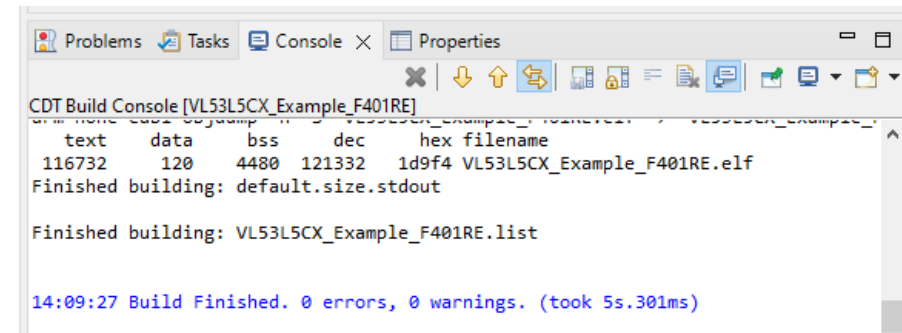 Problems Tasks Console Properties
CDT Build Console [VL53L5CX_Example_F401RE]
text data bss dec hex filename
116732 120 4480 121332 1d9f4 VL53L5CX_Example_F401RE.elf
Finished building: default.size.stdout
Finished building: VL53L5CX_Example_F401RE.list
14:09:27 Build Finished. 0 errors, 0 warnings. (took 5s.301ms)